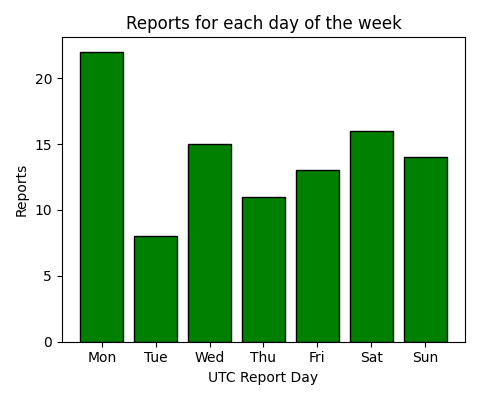 Reports for each day of the week
20
15
10
5
0
Reports
Mon Tue Wed Thu Fri Sat Sun
UTC Report Day